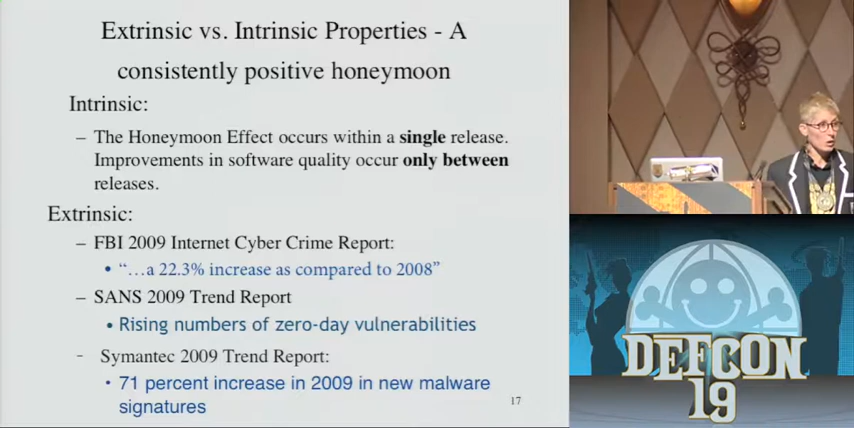 Extrinsic vs. Intrinsic Properties - A
consistently positive honeymoon
Intrinsic:
– The Honeymoon Effect occurs within a single release.
Improvements in software quality occur only between
releases.
Extrinsic:
– FBI 2009 Internet Cyber Crime Report:
• “…a 22.3% increase as compared to 2008”
– SANS 2009 Trend Report
• Rising numbers of zero-day vulnerabilities
- Symantec 2009 Trend Report:
• 71 percent increase in 2009 in new malware
signatures
17
DEFCON
19